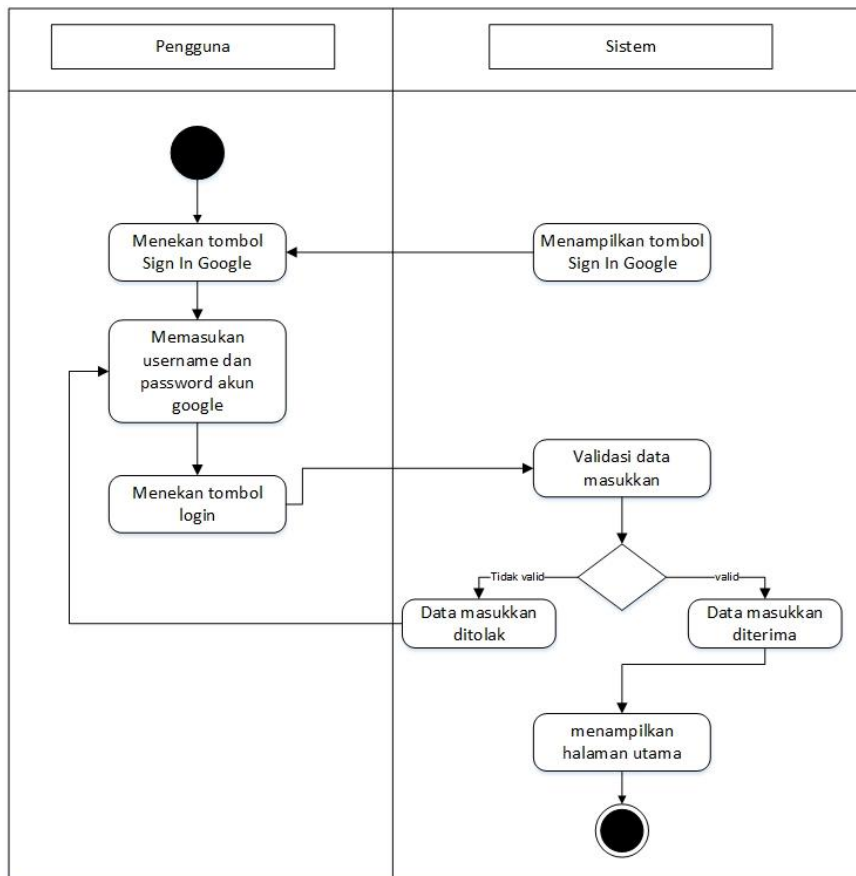 Pengguna
Sistem
Menekan tombol
Sign In Google
Menampilkan tombol
Sign In Google
Memasukan
username dan
password akun
google
Menekan tombol
login
Validasi data
masukkan
Tidak valid
valid
Data masukkan
ditolak
Data masukkan
diterima
menampilkan
halaman utama